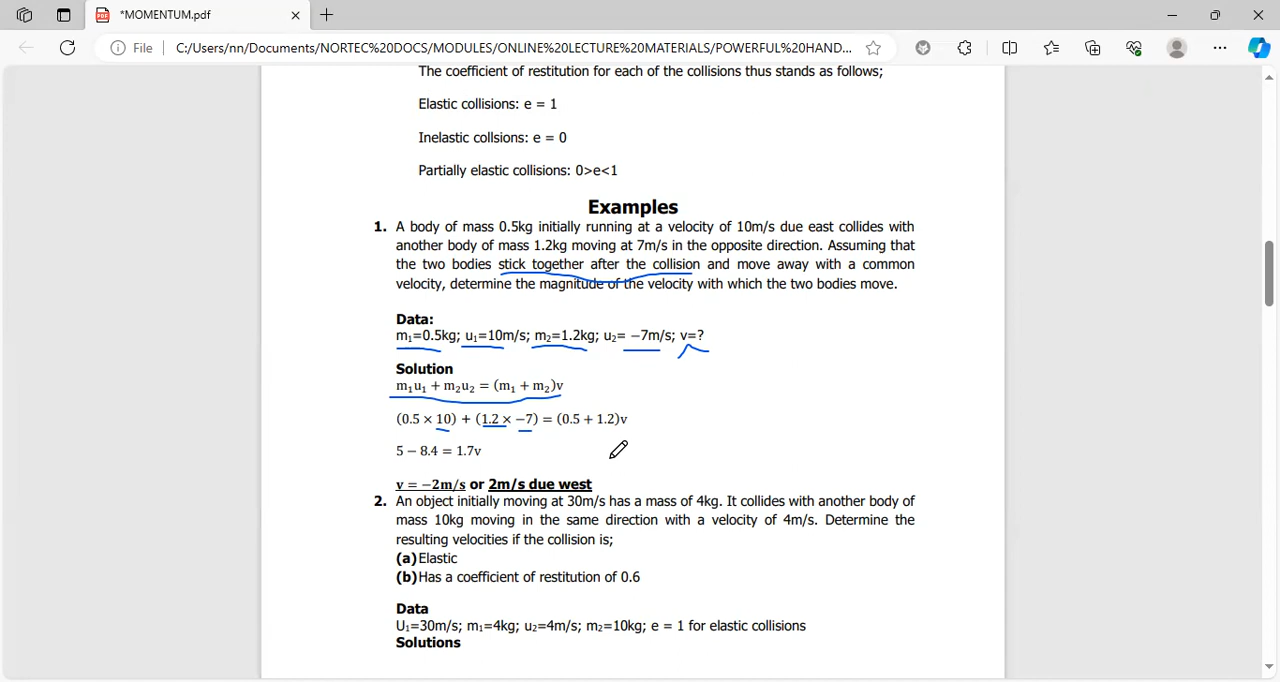 *MOMENTUM.pdf
File C:/Users/nn/Documents/NORTEC%20DOCS/MODULES/ONLINE%20LECTURE%20MATERIALS/POWERFUL%20HAND...
The coefficient of restitution for each of the collisions thus stands as follows;
Elastic collisions: e = 1
Inelastic collsions: e = 0
Partially elastic collisions: 0>e<1
Examples
1. A body of mass 0.5kg initially running at a velocity of 10m/s due east collides with
another body of mass 1.2kg moving at 7m/s in the opposite direction. Assuming that
the two bodies stick together after the collision and move away with a common
velocity, determine the magnitude of the velocity with which the two bodies move.
Data:
m₁=0.5kg; u₁=10m/s; m₂=1.2kg; u₂= −7m/s; v=?
Solution
m₁u₁ + m₂u₂ = (m₁ + m₂)v
(0.5 × 10) + (1.2 × −7) = (0.5 + 1.2)v
5 − 8.4 = 1.7v
v = −2m/s or 2m/s due west
2. An object initially moving at 30m/s has a mass of 4kg. It collides with another body of
mass 10kg moving in the same direction with a velocity of 4m/s. Determine the
resulting velocities if the collision is;
(a) Elastic
(b) Has a coefficient of restitution of 0.6
Data
U₁=30m/s; m₁=4kg; u₂=4m/s; m₂=10kg; e = 1 for elastic collisions
Solutions